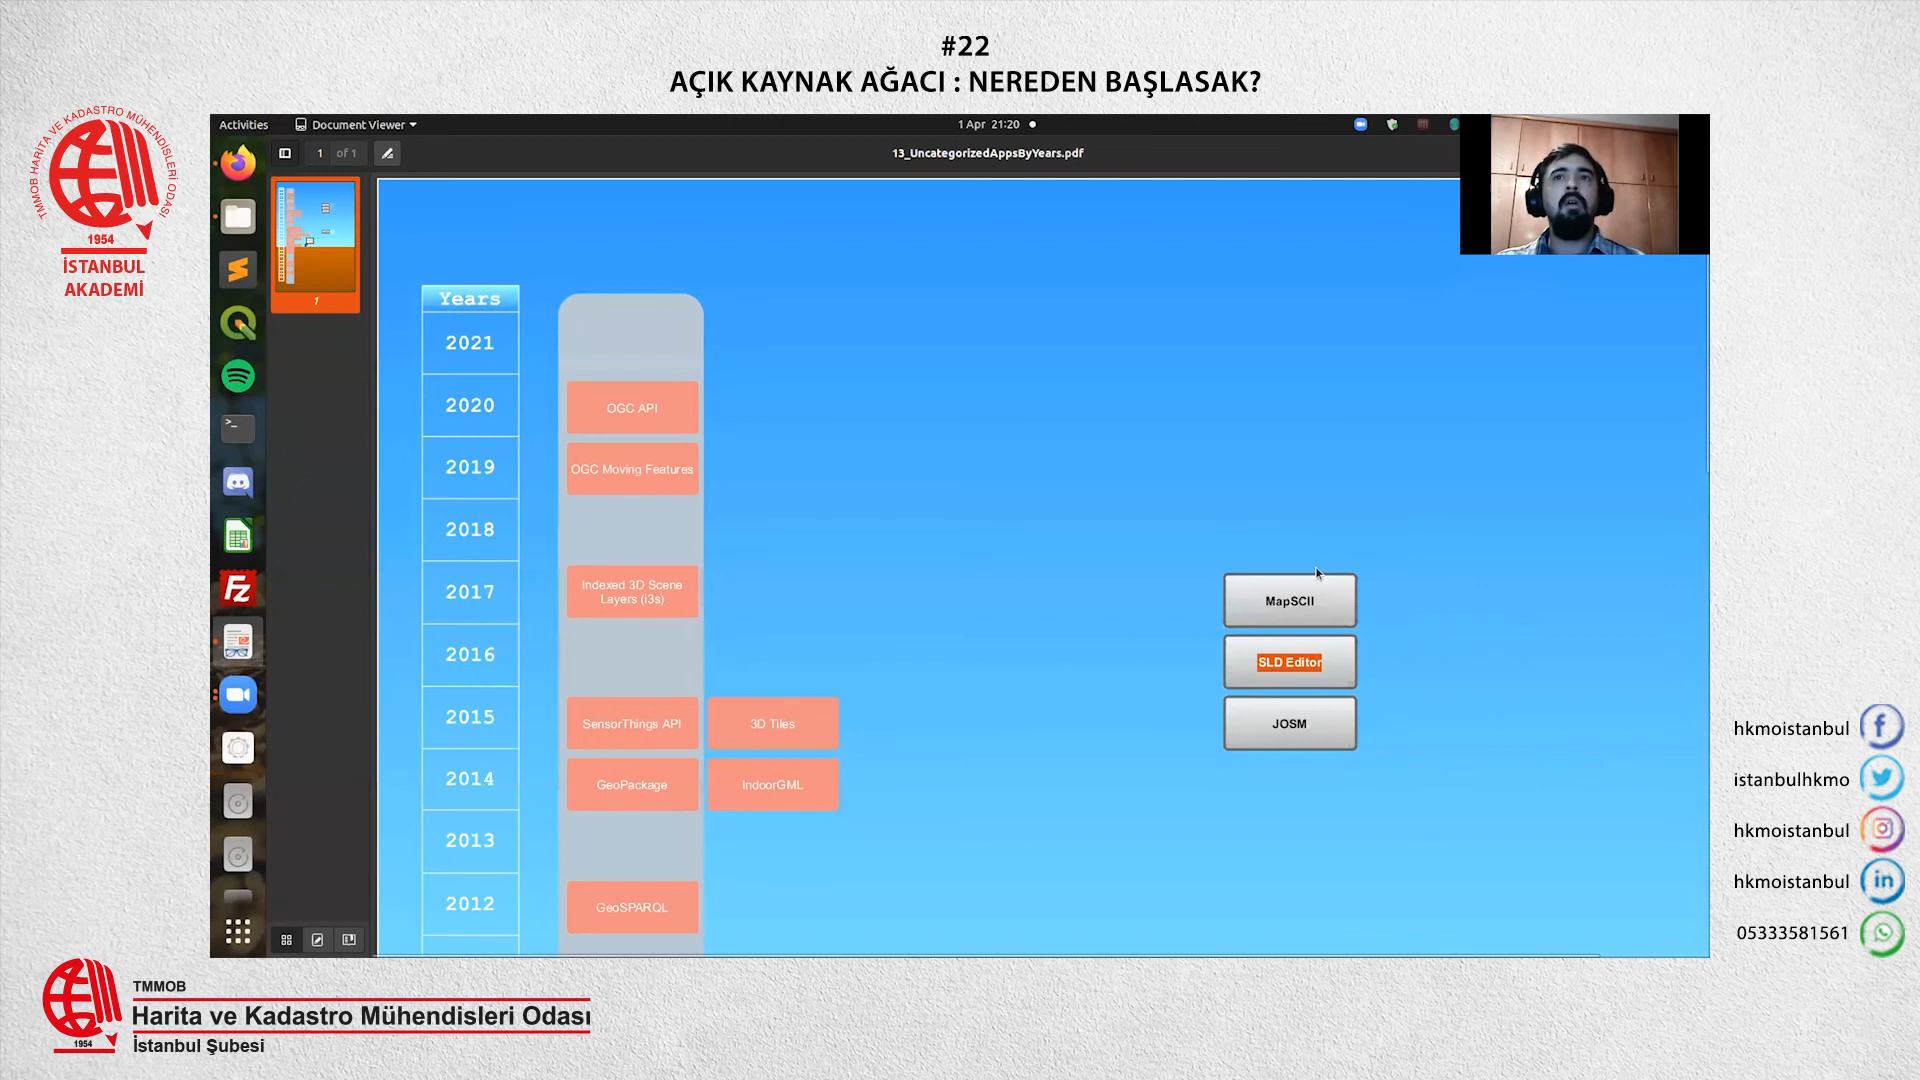 #22
AÇIK KAYNAK AĞACI : NEREDEN BAŞLASAK?
TMMOB HARİTA VE KADASTRO MÜHENDİSLERİ ODASI
1954
İSTANBUL
AKADEMİ
Activities
Document Viewer
1 Apr 21:20
1 of 1
13_UncategorizedAppsByYears.pdf
1
Years
2021
2020
OGC API
2019
OGC Moving Features
2018
2017
Indexed 3D Scene
Layers (i3s)
MapSCII
2016
SLD Editor
2015
SensorThings API
3D Tiles
JOSM
2014
GeoPackage
IndoorGML
2013
2012
GeoSPARQL
hkmoistanbul
istanbulhkmo
hkmoistanbul
hkmoistanbul
05333581561
1954
TMMOB
Harita ve Kadastro Mühendisleri Odası
İstanbul Şubesi